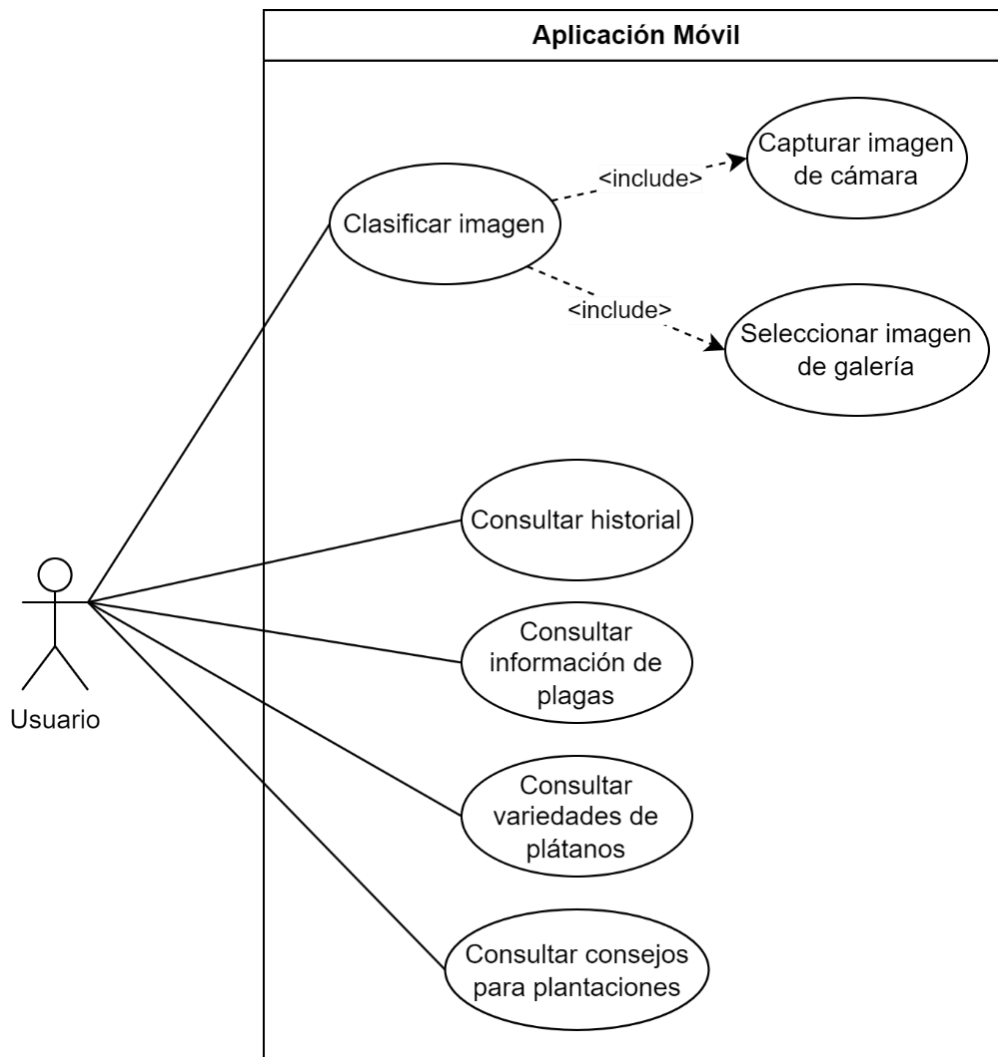 Aplicación Móvil
Capturar imagen
de cámara
<include>
Clasificar imagen
<include>
Seleccionar imagen
de galería
Consultar historial
Consultar
información de
plagas
Usuario
Consultar
variedades de
plátanos
Consultar consejos
para plantaciones